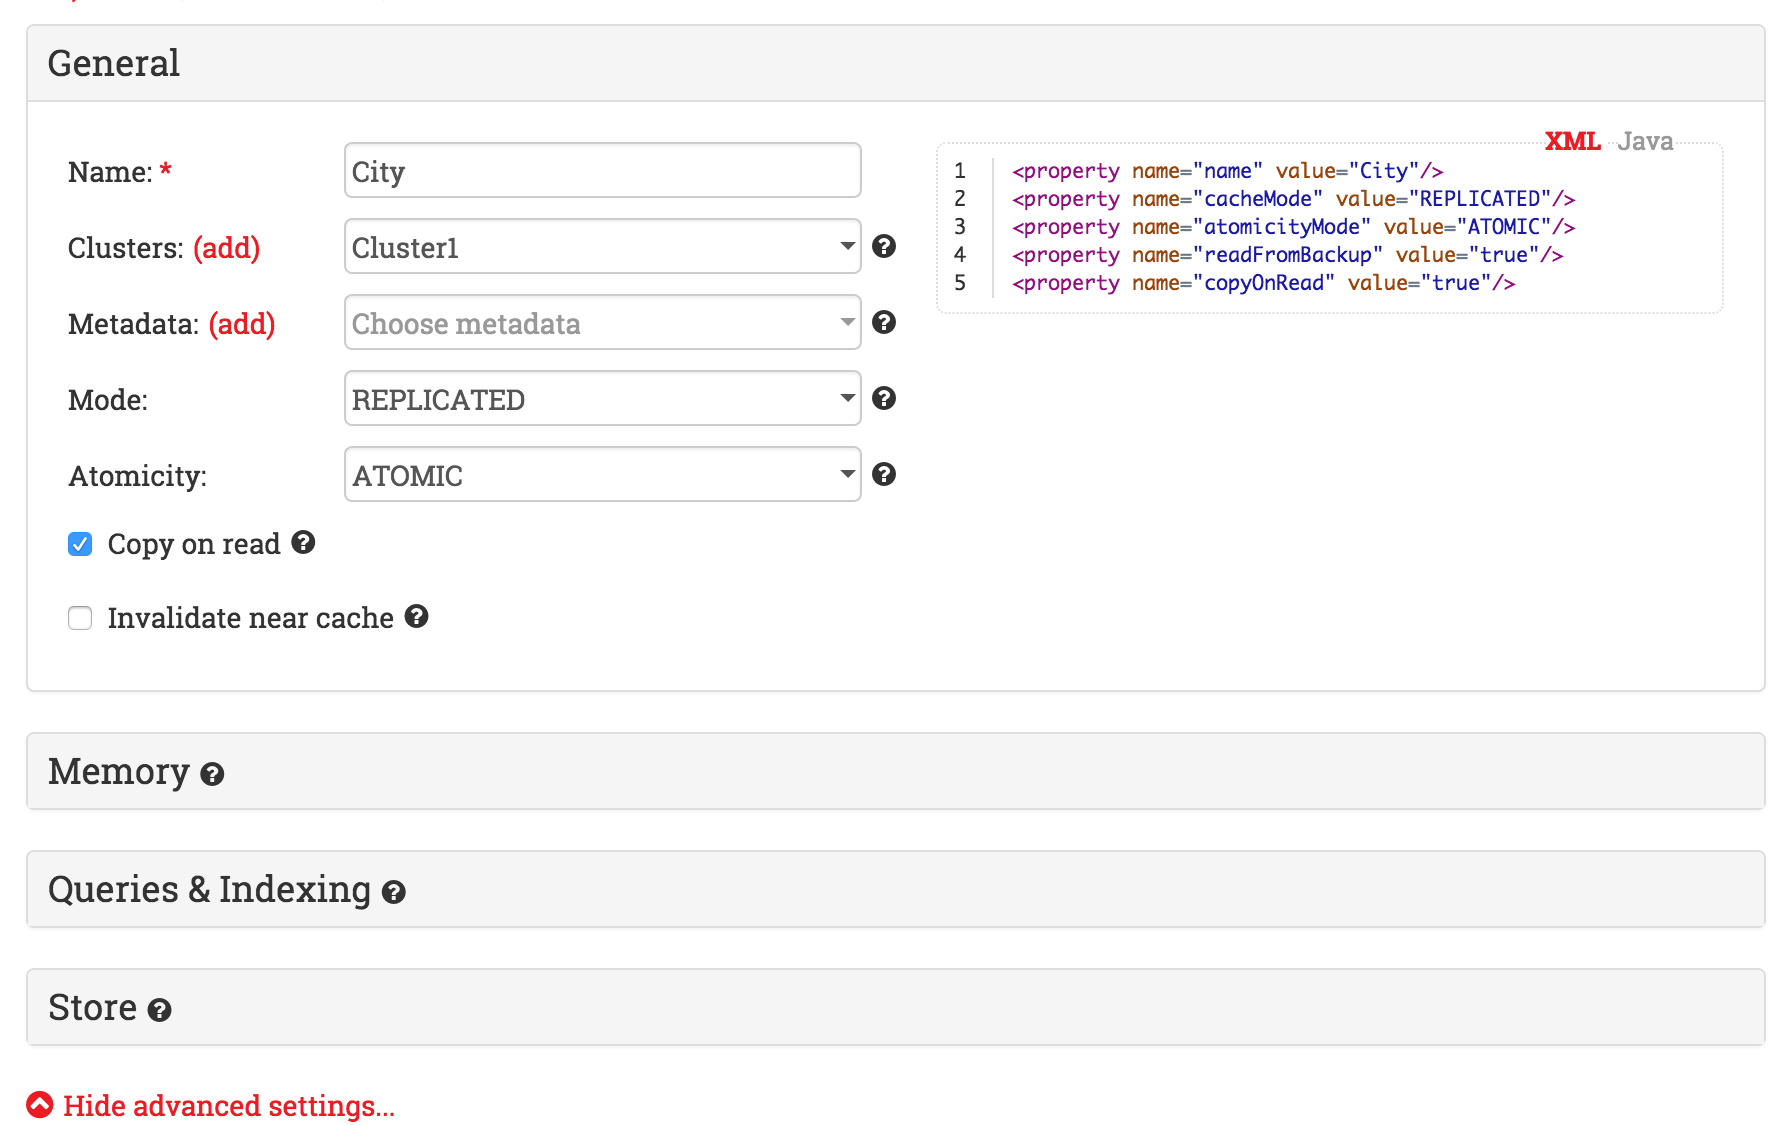 General
Name: *
City
Clusters: (add)
Cluster1
Metadata: (add)
Choose metadata
Mode:
REPLICATED
Atomicity:
ATOMIC
Copy on read
Invalidate near cache
XML Java
1 <property name="name" value="City"/>
2 <property name="cacheMode" value="REPLICATED"/>
3 <property name="atomicityMode" value="ATOMIC"/>
4 <property name="readFromBackup" value="true"/>
5 <property name="copyOnRead" value="true"/>
Memory
Queries & Indexing
Store
Hide advanced settings...